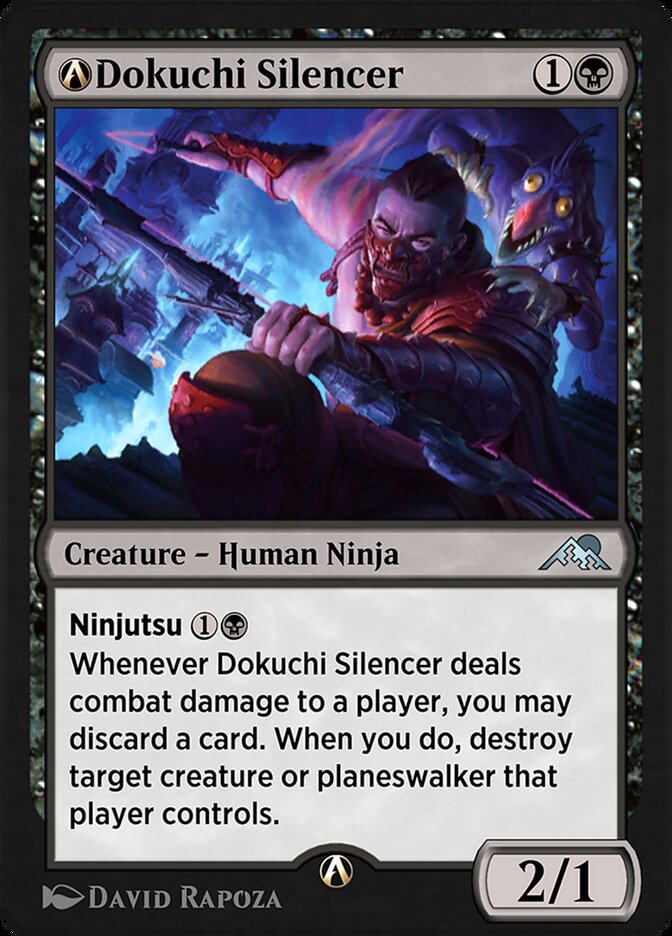 Dokuchi Silencer 1
Creature – Human Ninja
Ninjutsu 1
Whenever Dokuchi Silencer deals
combat damage to a player, you may
discard a card. When you do, destroy
target creature or planeswalker that
player controls.
2/1
David Rapoza